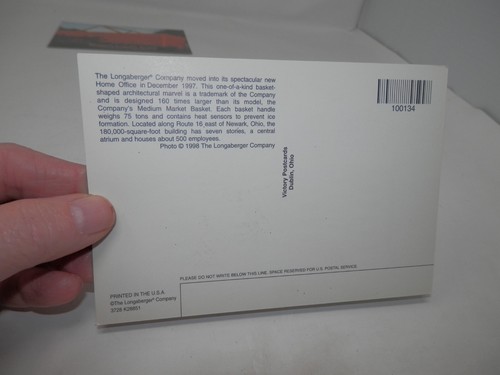 The Longaberger® Company moved into its spectacular new
Home Office in December 1997. This one-of-a-kind basket-
shaped architectural marvel is a trademark of the Company
and is designed 160 times larger than its model, the
Company's Medium Market Basket. Each basket handle
weighs 75 tons and contains heat sensors to prevent ice
formation. Located along Route 16 east of Newark, Ohio, the
180,000-square-foot building has seven stories, a central
atrium and houses about 500 employees.
Photo © 1998 The Longaberger Company
100134
Victory Postcards
Dublin, Ohio
PLEASE DO NOT WRITE BELOW THIS LINE. SPACE RESERVED FOR U.S. POSTAL SERVICE
PRINTED IN THE U.S.A.
©The Longaberger® Company